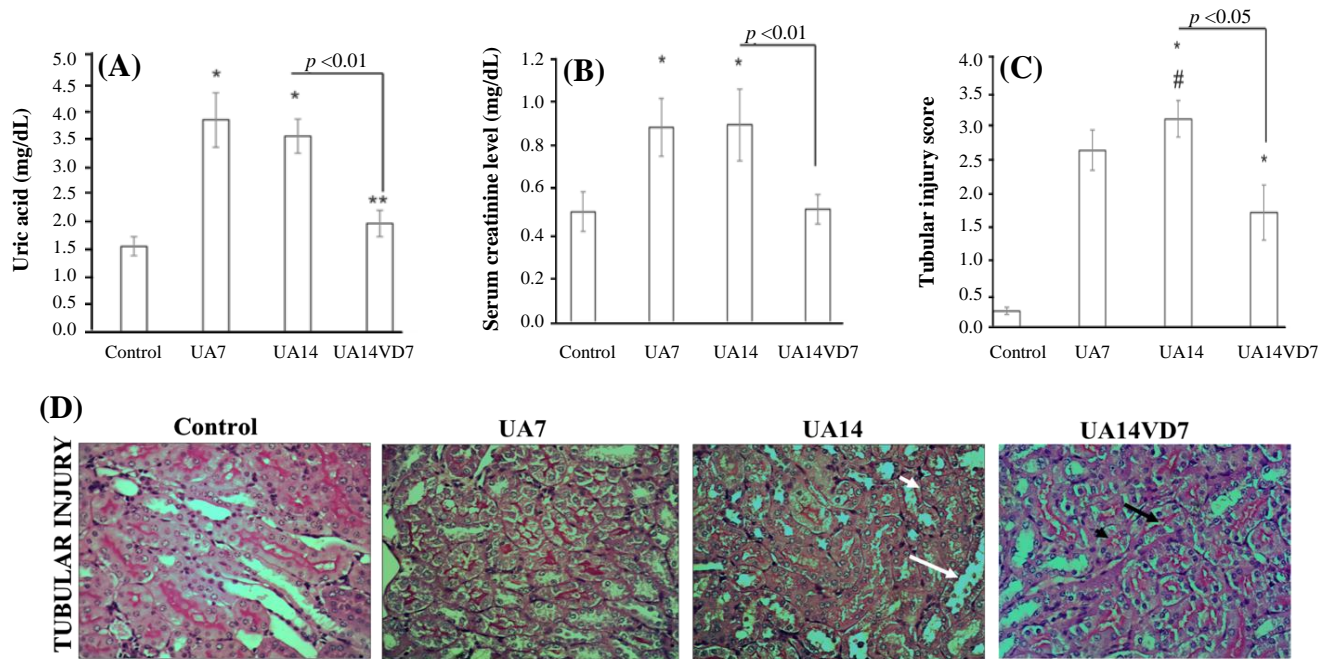 (A)
Uric acid (mg/dL)
5.0
4.5
4.0
3.5
3.0
2.5
2.0
1.5
1.0
0.5
0.0
*
*
p <0.01
**
Control UA7 UA14 UA14VD7
(B)
Serum creatinine level (mg/dL)
1.2
1.0
0.8
0.6
0.4
0.2
0.0
*
*
p <0.01
Control UA7 UA14 UA14VD7
(C)
Tubular injury score
4.0
3.5
3.0
2.5
2.0
1.5
1.0
0.5
0.0
p <0.05
*
#
*
Control UA7 UA14 UA14VD7
(D)
TUBULAR INJURY
Control UA7 UA14 UA14VD7